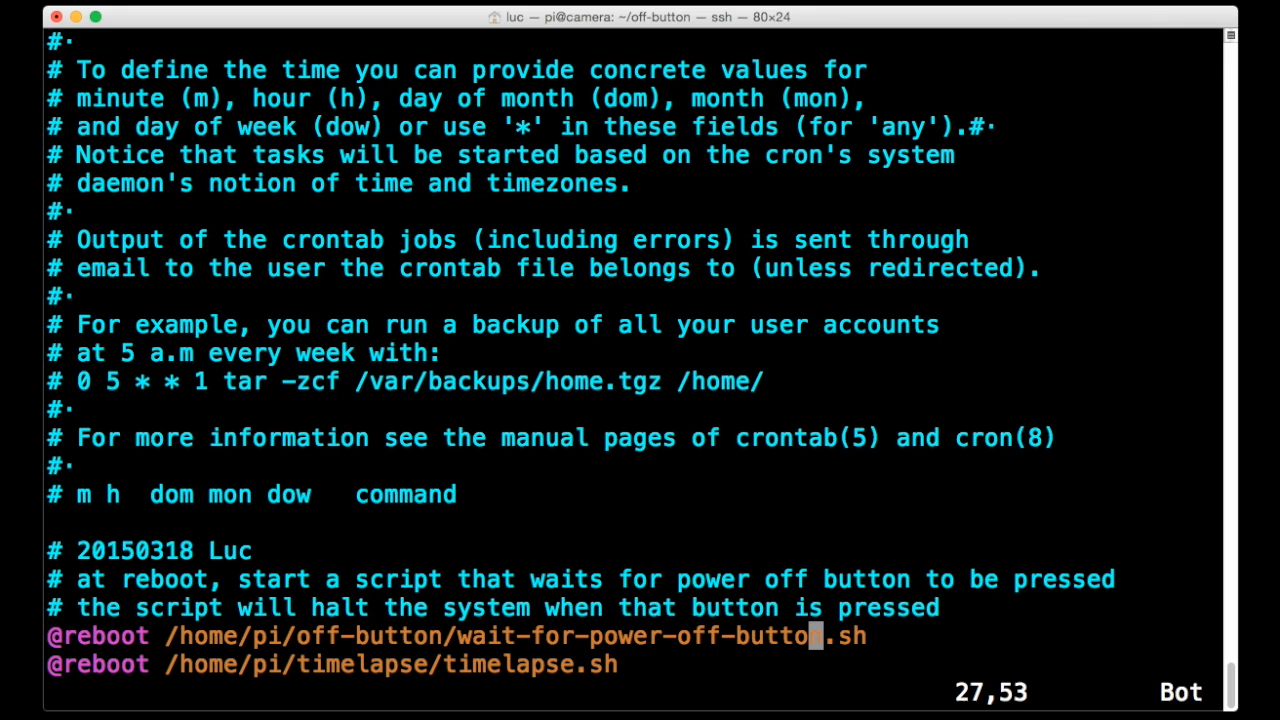 luc — pi@camera: ~/off-button — ssh — 80×24
#·
# To define the time you can provide concrete values for
# minute (m), hour (h), day of month (dom), month (mon),
# and day of week (dow) or use '*' in these fields (for 'any').#·
# Notice that tasks will be started based on the cron's system
# daemon's notion of time and timezones.
#·
# Output of the crontab jobs (including errors) is sent through
# email to the user the crontab file belongs to (unless redirected).
#·
# For example, you can run a backup of all your user accounts
# at 5 a.m every week with:
# 0 5 * * 1 tar -zcf /var/backups/home.tgz /home/
#·
# For more information see the manual pages of crontab(5) and cron(8)
#·
# m h  dom mon dow   command
# 20150318 Luc
# at reboot, start a script that waits for power off button to be pressed
# the script will halt the system when that button is pressed
@reboot /home/pi/off-button/wait-for-power-off-button.sh
@reboot /home/pi/timelapse/timelapse.sh
27,53 Bot